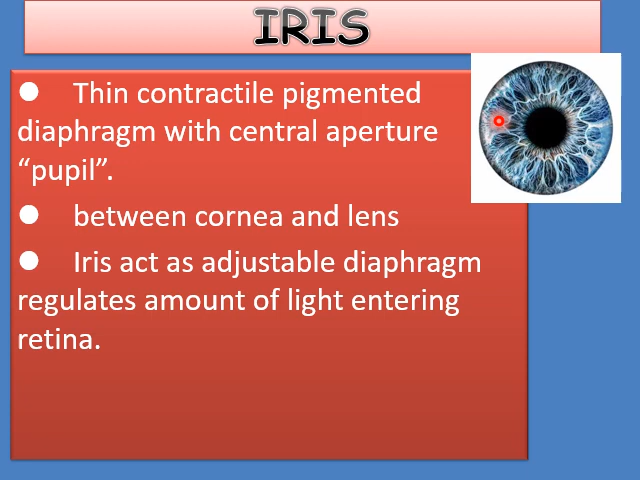 IRIS
● Thin contractile pigmented
diaphragm with central aperture
“pupil”.
● between cornea and lens
● Iris act as adjustable diaphragm
regulates amount of light entering
retina.